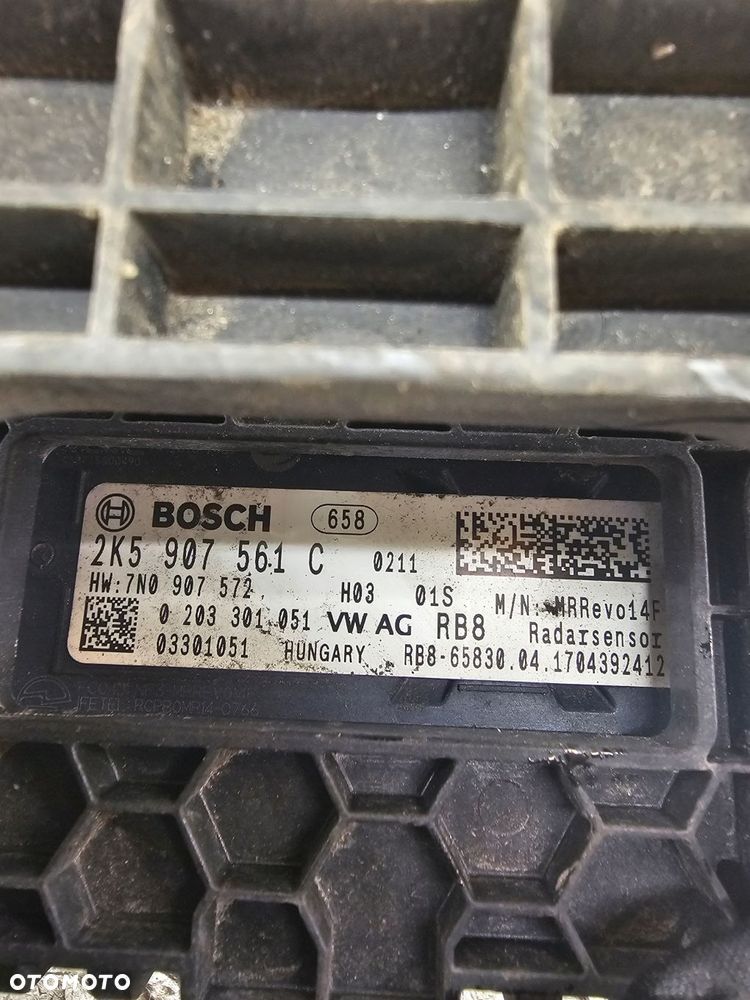 BOSCH 658
2K5 907 561 C 0211
HW:7N0 907 572 H03 01S M/N: MRRevo14F
0 203 301 051 VW AG RB8 Radarsensor
03301051 HUNGARY RB8-65830.04.1704392412
OTOMOTO